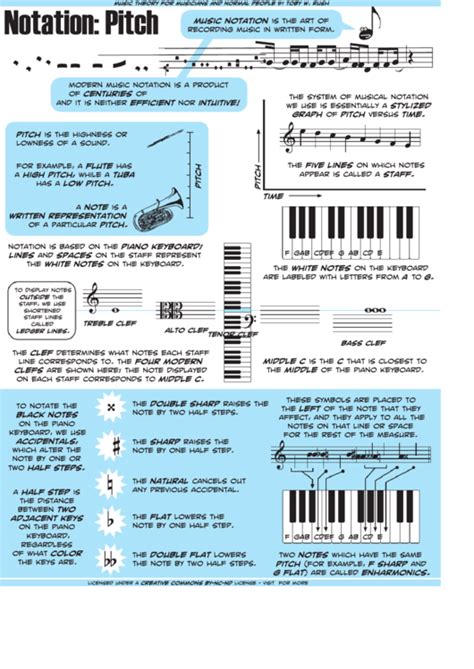 MUSIC THEORY FOR MUSICIANS AND NORMAL PEOPLE BY TOBY W. RUSH
Notation: Pitch
MUSIC NOTATION IS THE ART OF
RECORDING MUSIC IN WRITTEN FORM.
MODERN MUSIC NOTATION IS A PRODUCT
OF CENTURIES OF
AND IT IS NEITHER EFFICIENT NOR INTUITIVE!
PITCH IS THE HIGHNESS OR
LOWNESS OF A SOUND.
FOR EXAMPLE, A FLUTE HAS
A HIGH PITCH, WHILE A TUBA
HAS A LOW PITCH.
A NOTE IS A
WRITTEN REPRESENTATION
OF A PARTICULAR PITCH.
PITCH
THE SYSTEM OF MUSICAL NOTATION
WE USE IS ESSENTIALLY A STYLIZED
GRAPH OF PITCH VERSUS TIME.
PITCH
THE FIVE LINES ON WHICH NOTES
APPEAR IS CALLED A STAFF.
TIME
NOTATION IS BASED ON THE PIANO KEYBOARD;
LINES AND SPACES ON THE STAFF REPRESENT
THE WHITE NOTES ON THE KEYBOARD.
F GAB CDEF GAB CD E
THE WHITE NOTES ON THE KEYBOARD
ARE LABELED WITH LETTERS FROM A TO G.
TO DISPLAY NOTES
OUTSIDE THE
STAFF, WE USE
SHORTENED
STAFF LINES
CALLED
LEDGER LINES.
TREBLE CLEF
ALTO CLEF
TENOR CLEF
BASS CLEF
THE CLEF DETERMINES WHAT NOTES EACH STAFF
LINE CORRESPONDS TO. THE FOUR MODERN
CLEFS ARE SHOWN HERE; THE NOTE DISPLAYED
ON EACH STAFF CORRESPONDS TO MIDDLE C.
MIDDLE C IS THE C THAT IS CLOSEST TO
THE MIDDLE OF THE PIANO KEYBOARD.
TO NOTATE THE
BLACK NOTES
ON THE PIANO
KEYBOARD, WE USE
ACCIDENTALS,
WHICH ALTER THE
NOTE BY ONE OR
TWO HALF STEPS.
A HALF STEP IS
THE DISTANCE
BETWEEN TWO
ADJACENT KEYS
ON THE PIANO
KEYBOARD,
REGARDLESS
OF WHAT COLOR
THE KEYS ARE.
THE DOUBLE SHARP RAISES THE
NOTE BY TWO HALF STEPS.
THE SHARP RAISES THE
NOTE BY ONE HALF STEP.
THE NATURAL CANCELS OUT
ANY PREVIOUS ACCIDENTAL.
THE FLAT LOWERS THE
NOTE BY ONE HALF STEP.
THE DOUBLE FLAT LOWERS
THE NOTE BY TWO HALF STEPS.
THESE SYMBOLS ARE PLACED TO
THE LEFT OF THE NOTE THAT THEY
AFFECT, AND THEY APPLY TO ALL THE
NOTES ON THAT LINE OR SPACE
FOR THE REST OF THE MEASURE.
F GAB CDEF GAB CD E
TWO NOTES WHICH HAVE THE SAME
PITCH (FOR EXAMPLE, F SHARP AND
G FLAT) ARE CALLED ENHARMONICS.
LICENSED UNDER A CREATIVE COMMONS BY-NC-ND LICENSE - VISIT FOR MORE